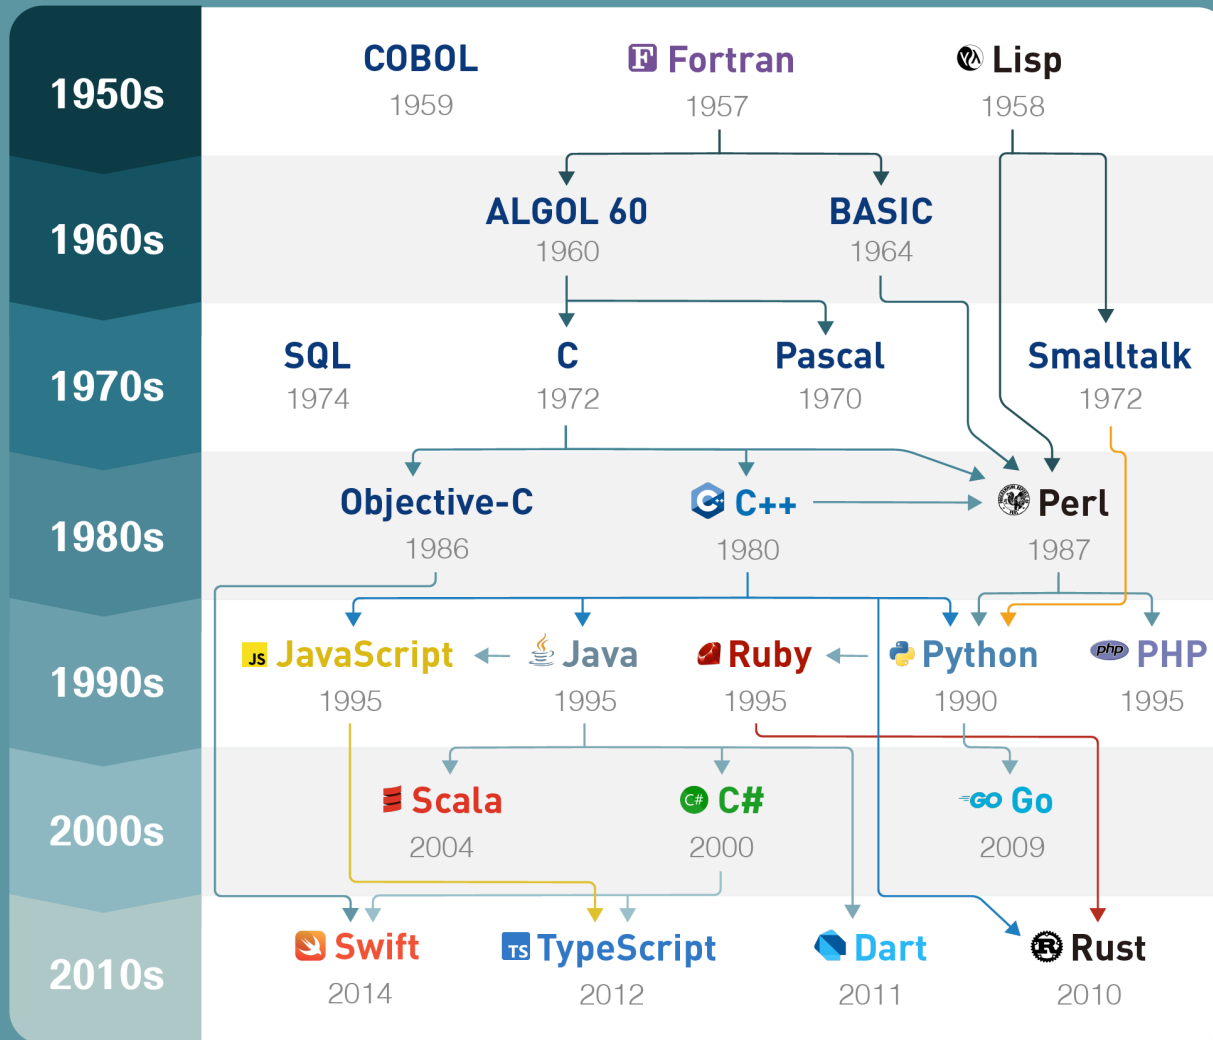 1950s
COBOL
1959
F Fortran
1957
Lisp
1958
1960s
ALGOL 60
1960
BASIC
1964
1970s
SQL
1974
C
1972
Pascal
1970
Smalltalk
1972
1980s
Objective-C
1986
C++ C++
1980
Perl
1987
1990s
JS JavaScript
1995
Java
1995
Ruby
1995
Python
1990
php PHP
1995
2000s
Scala
2004
C# C#
2000
GO Go
2009
2010s
Swift
2014
TS TypeScript
2012
Dart
2011
R Rust
2010